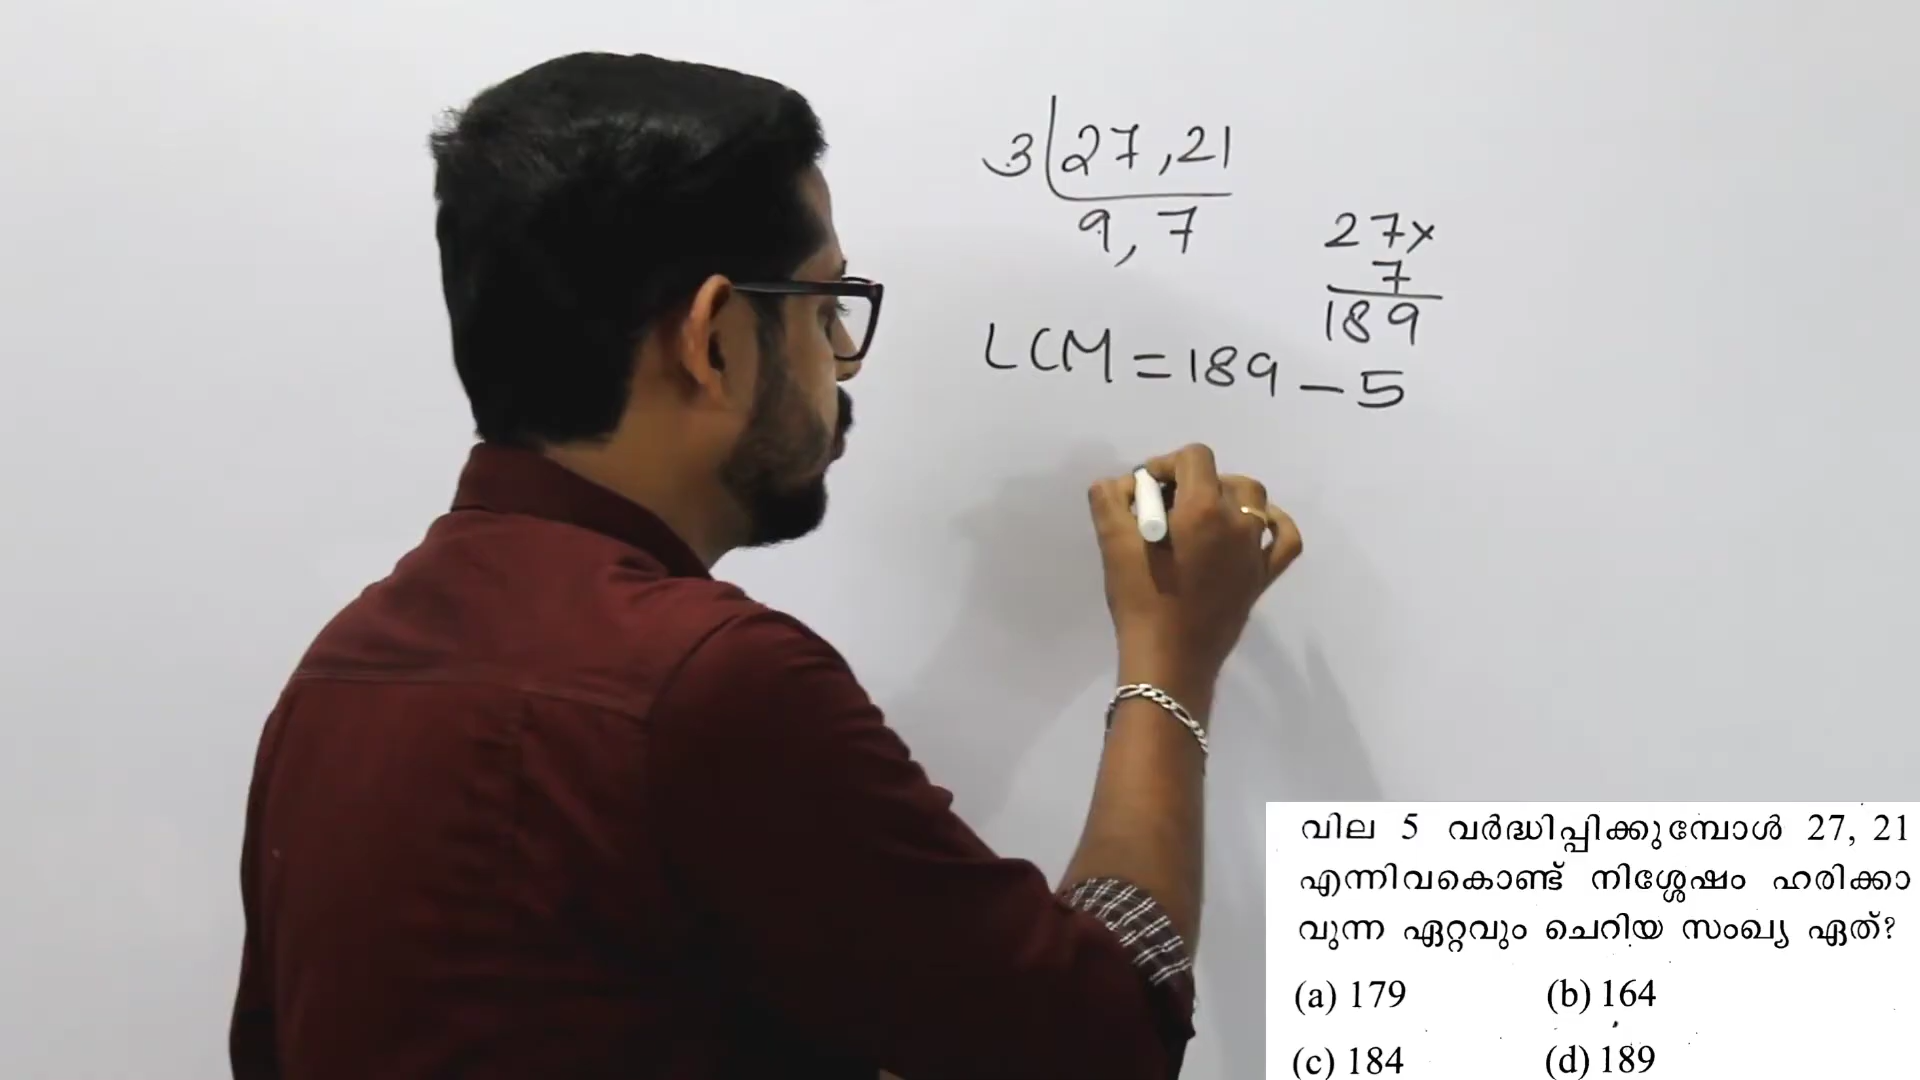 3 27, 21
9, 7
27×
7
189
LCM = 189 - 5
വില 5 വർദ്ധിപ്പിക്കുമ്പോൾ 27, 21
എന്നിവകൊണ്ട് നിശ്ശേഷം ഹരിക്കാ
വുന്ന ഏറ്റവും ചെറിയ സംഖ്യ ഏത്?
(a) 179 (b) 164
(c) 184 (d) 189